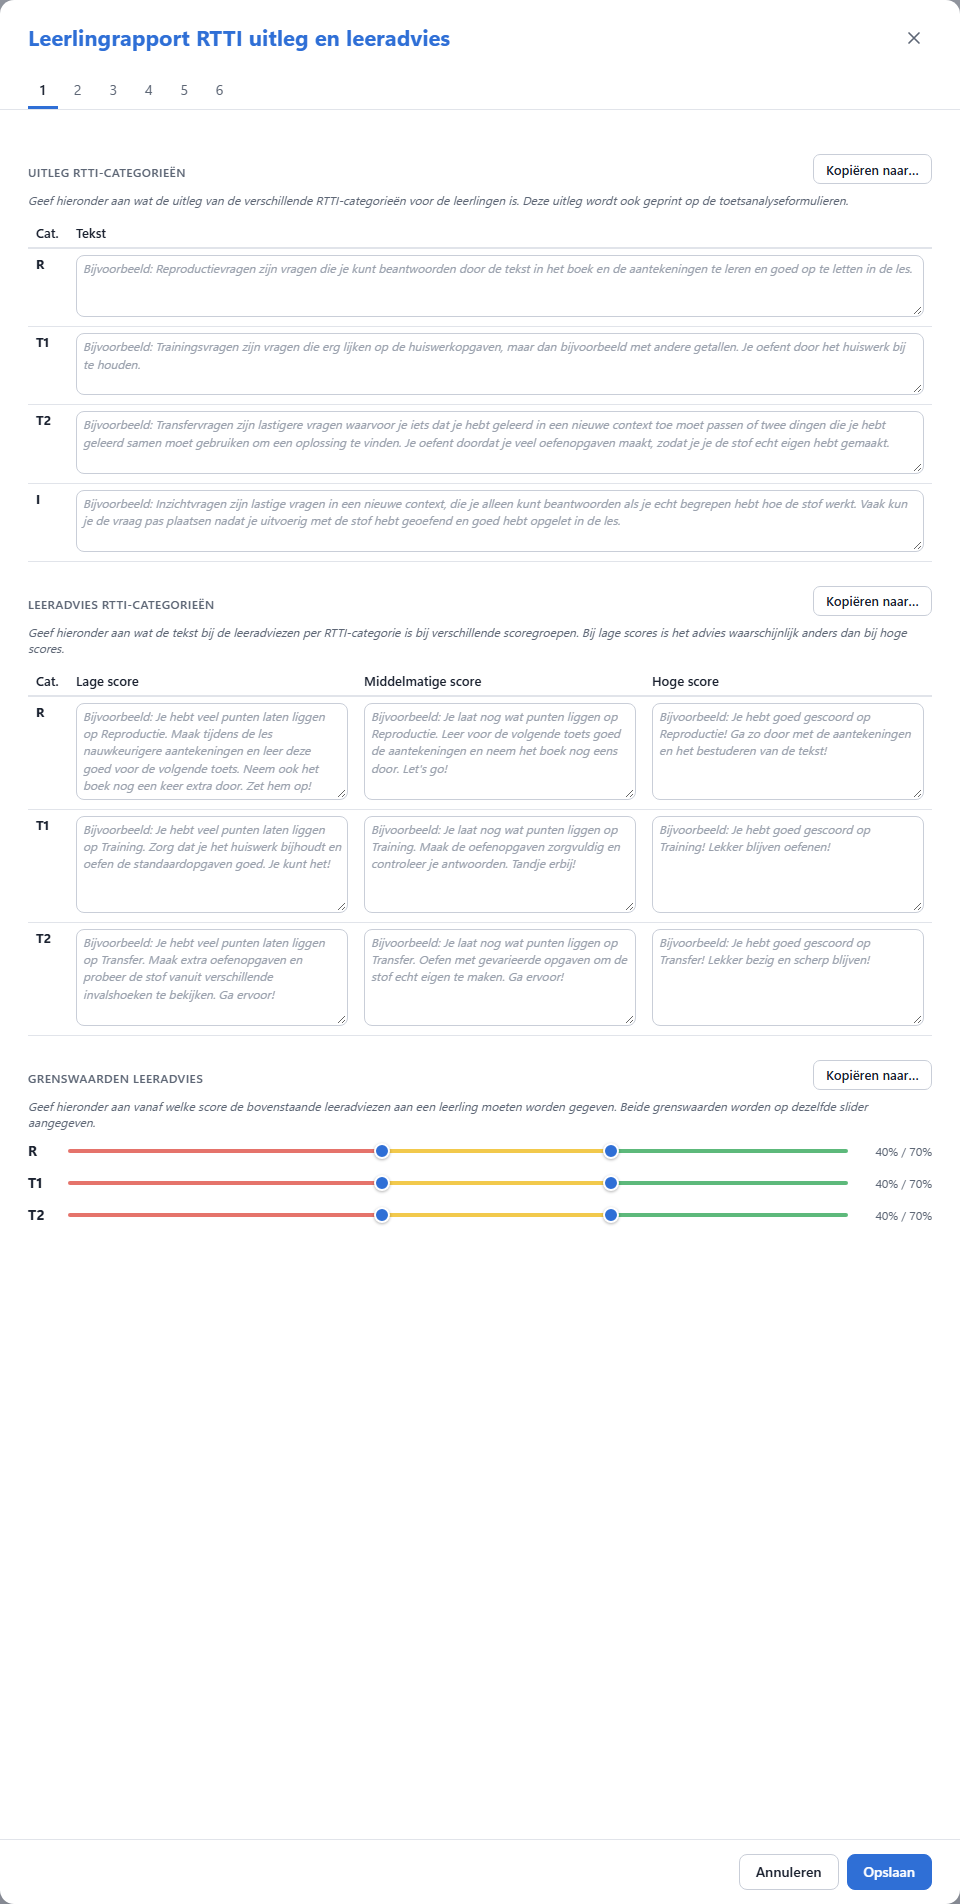 Leerlingrapport RTTI uitleg en leeradvies
1 2 3 4 5 6
UITLEG RTTI-CATEGORIEËN
Kopiëren naar...
Geef hieronder aan wat de uitleg van de verschillende RTTI-categorieën voor de leerlingen is. Deze uitleg wordt ook geprint op de toetsanalyseformulieren.
Cat. Tekst
R
Bijvoorbeeld: Reproductievragen zijn vragen die je kunt beantwoorden door de tekst in het boek en de aantekeningen te leren en goed op te letten in de les.
T1
Bijvoorbeeld: Trainingsvragen zijn vragen die erg lijken op de huiswerkopgaven, maar dan bijvoorbeeld met andere getallen. Je oefent door het huiswerk bij
te houden.
T2
Bijvoorbeeld: Transfervragen zijn lastigere vragen waarvoor je iets dat je hebt geleerd in een nieuwe context toe moet passen of twee dingen die je hebt
geleerd samen moet gebruiken om een oplossing te vinden. Je oefent doordat je veel oefenopgaven maakt, zodat je je de stof echt eigen hebt gemaakt.
I
Bijvoorbeeld: Inzichtvragen zijn lastige vragen in een nieuwe context, die je alleen kunt beantwoorden als je echt begrepen hebt hoe de stof werkt. Vaak kun
je de vraag pas plaatsen nadat je uitvoerig met de stof hebt geoefend en goed hebt opgelet in de les.
LEERADVIES RTTI-CATEGORIEËN
Kopiëren naar...
Geef hieronder aan wat de tekst bij de leeradviezen per RTTI-categorie is bij verschillende scoregroepen. Bij lage scores is het advies waarschijnlijk anders dan bij hoge
scores.
Cat. Lage score Middelmatige score Hoge score
R
Bijvoorbeeld: Je hebt veel punten laten liggen
op Reproductie. Maak tijdens de les
nauwkeurigere aantekeningen en leer deze
goed voor de volgende toets. Neem ook het
boek nog een keer extra door. Zet hem op!
Bijvoorbeeld: Je laat nog wat punten liggen op
Reproductie. Leer voor de volgende toets goed
de aantekeningen en neem het boek nog eens
door. Let's go!
Bijvoorbeeld: Je hebt goed gescoord op
Reproductie! Ga zo door met de aantekeningen
en het bestuderen van de tekst!
T1
Bijvoorbeeld: Je hebt veel punten laten liggen
op Training. Zorg dat je het huiswerk bijhoudt en
oefen de standaardopgaven goed. Je kunt het!
Bijvoorbeeld: Je laat nog wat punten liggen op
Training. Maak de oefenopgaven zorgvuldig en
controleer je antwoorden. Tandje erbij!
Bijvoorbeeld: Je hebt goed gescoord op
Training! Lekker blijven oefenen!
T2
Bijvoorbeeld: Je hebt veel punten laten liggen
op Transfer. Maak extra oefenopgaven en
probeer de stof vanuit verschillende
invalshoeken te bekijken. Ga ervoor!
Bijvoorbeeld: Je laat nog wat punten liggen op
Transfer. Oefen met gevarieerde opgaven om de
stof echt eigen te maken. Ga ervoor!
Bijvoorbeeld: Je hebt goed gescoord op
Transfer! Lekker bezig en scherp blijven!
GRENSWAARDEN LEERADVIES
Kopiëren naar...
Geef hieronder aan vanaf welke score de bovenstaande leeradviezen aan een leerling moeten worden gegeven. Beide grenswaarden worden op dezelfde slider
aangegeven.
R 40% / 70%
T1 40% / 70%
T2 40% / 70%
Annuleren Opslaan